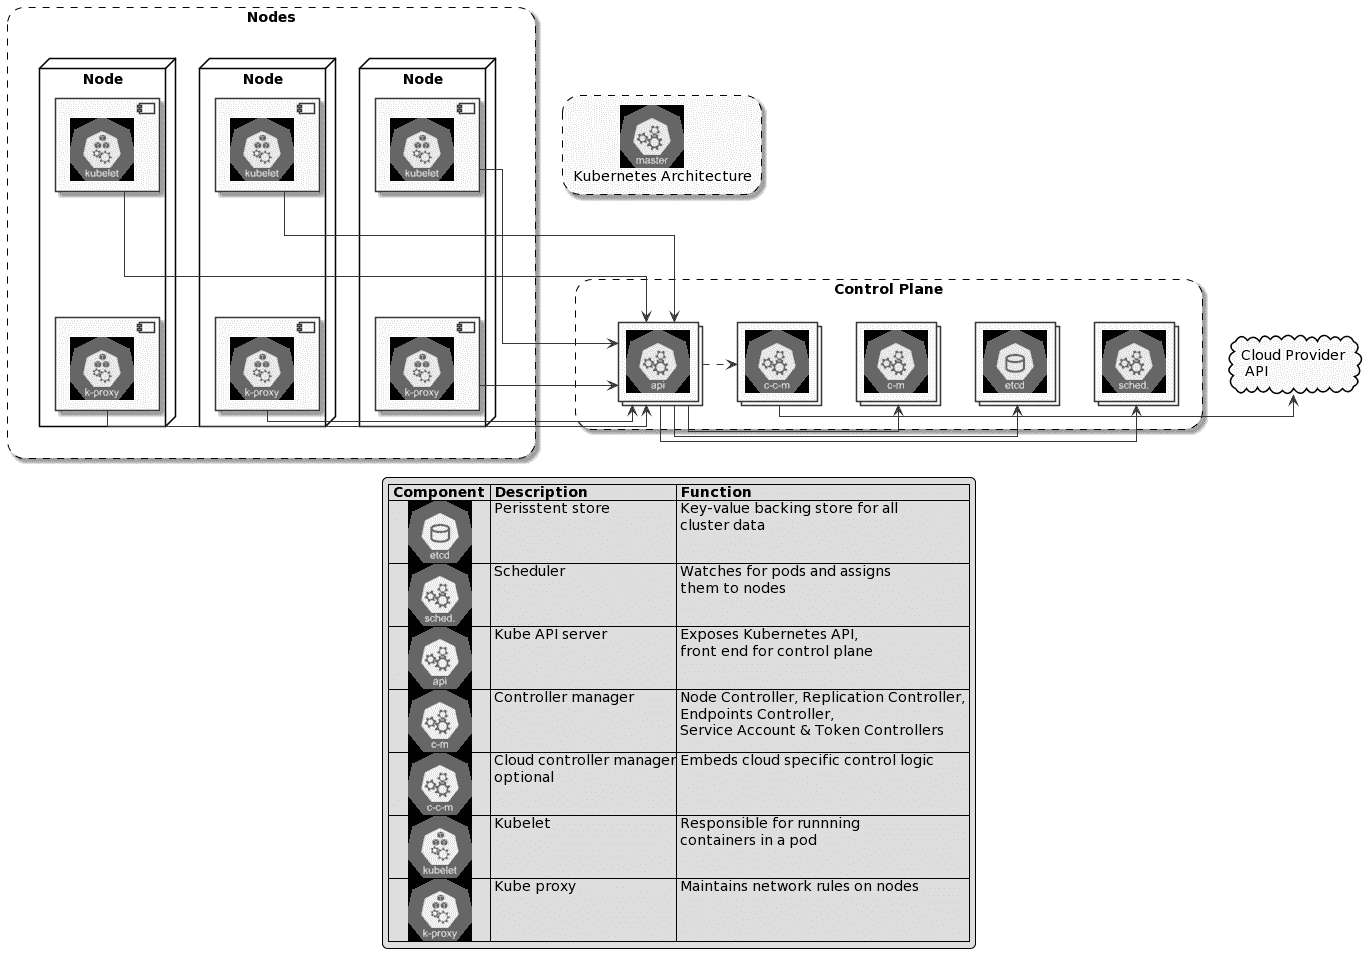 Nodes
Node
Node
Node
kubelet
kubelet
kubelet
master
Kubernetes Architecture
k-proxy
k-proxy
k-proxy
Control Plane
api
c-c-m
c-m
etcd
sched.
Cloud Provider
API
Component Description Function
etcd
Perisstent store
Key-value backing store for all
cluster data
sched.
Scheduler
Watches for pods and assigns
them to nodes
api
Kube API server
Exposes Kubernetes API,
front end for control plane
c-m
Controller manager
Node Controller, Replication Controller,
Endpoints Controller,
Service Account & Token Controllers
c-c-m
Cloud controller manager
optional
Embeds cloud specific control logic
kubelet
Kubelet
Responsible for runnning
containers in a pod
k-proxy
Kube proxy
Maintains network rules on nodes